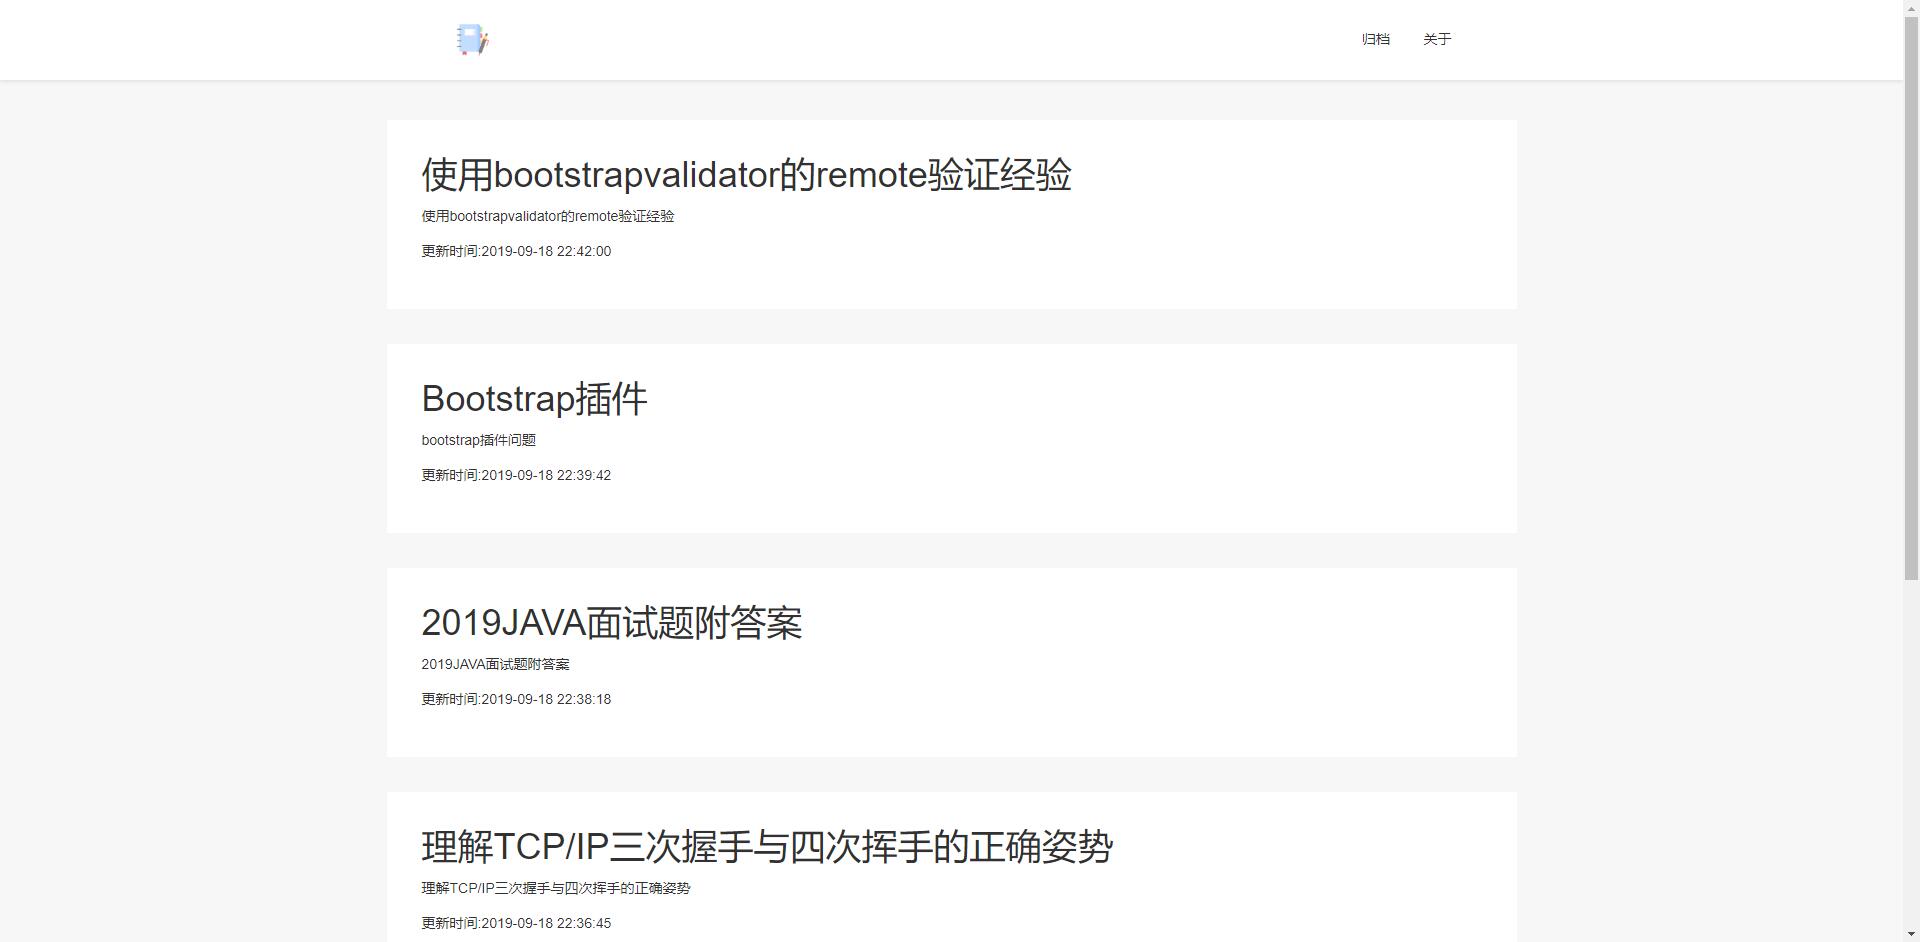 归档 关于
使用bootstrapvalidator的remote验证经验
使用bootstrapvalidator的remote验证经验
更新时间:2019-09-18 22:42:00
Bootstrap插件
bootstrap插件问题
更新时间:2019-09-18 22:39:42
2019JAVA面试题附答案
2019JAVA面试题附答案
更新时间:2019-09-18 22:38:18
理解TCP/IP三次握手与四次挥手的正确姿势
理解TCP/IP三次握手与四次挥手的正确姿势
更新时间:2019-09-18 22:36:45